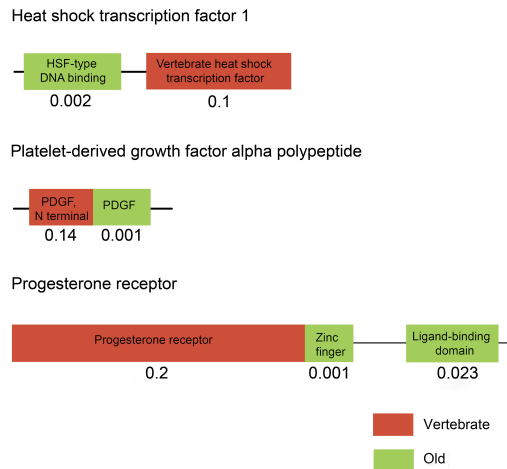 Heat shock transcription factor 1
HSF-type
DNA binding
Vertebrate heat shock
transcription factor
0.002
0.1
Platelet-derived growth factor alpha polypeptide
PDGF,
N terminal
PDGF
0.14
0.001
Progesterone receptor
Progesterone receptor
Zinc
finger
Ligand-binding
domain
0.2
0.001
0.023
Vertebrate
Old